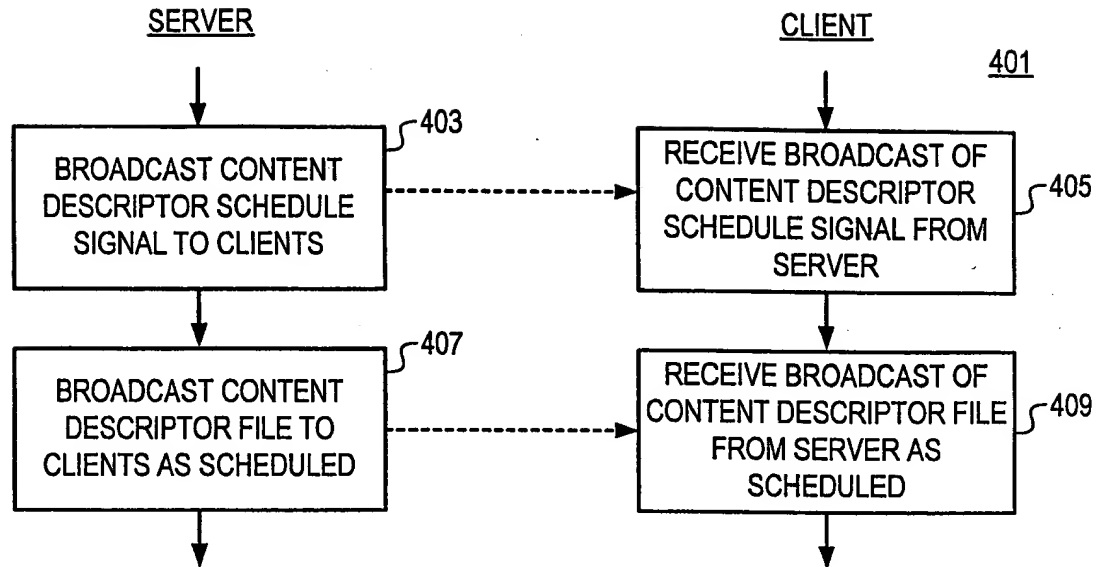 SERVER
CLIENT
401
403
BROADCAST CONTENT
DESCRIPTOR SCHEDULE
SIGNAL TO CLIENTS
RECEIVE BROADCAST OF
CONTENT DESCRIPTOR
SCHEDULE SIGNAL FROM
SERVER
405
407
BROADCAST CONTENT
DESCRIPTOR FILE TO
CLIENTS AS SCHEDULED
RECEIVE BROADCAST OF
CONTENT DESCRIPTOR FILE
FROM SERVER AS
SCHEDULED
409